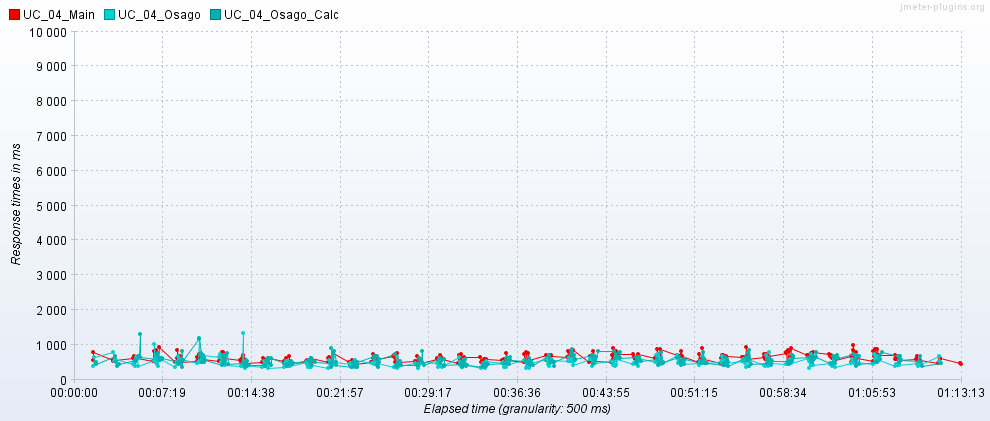 UC_04_Main UC_04_Osago UC_04_Osago_Calc
jmeter-plugins.org
10 000
9 000
8 000
7 000
6 000
5 000
4 000
3 000
2 000
1 000
0
Response times in ms
00:00:00 00:07:19 00:14:38 00:21:57 00:29:17 00:36:36 00:43:55 00:51:15 00:58:34 01:05:53 01:13:13
Elapsed time (granularity: 500 ms)